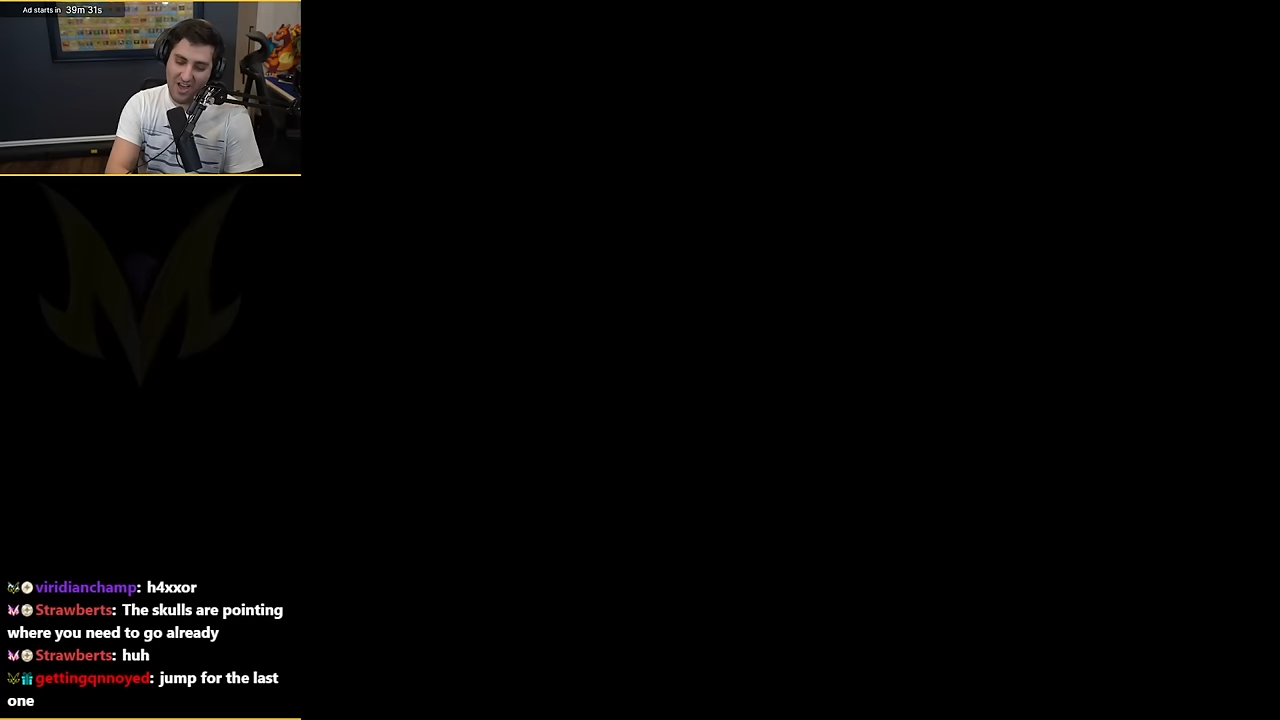 Ad starts in 39m 31s
viridianchamp: h4xxor
Strawberts: The skulls are pointing
where you need to go already
Strawberts: huh
gettingqnnoyed: jump for the last
one